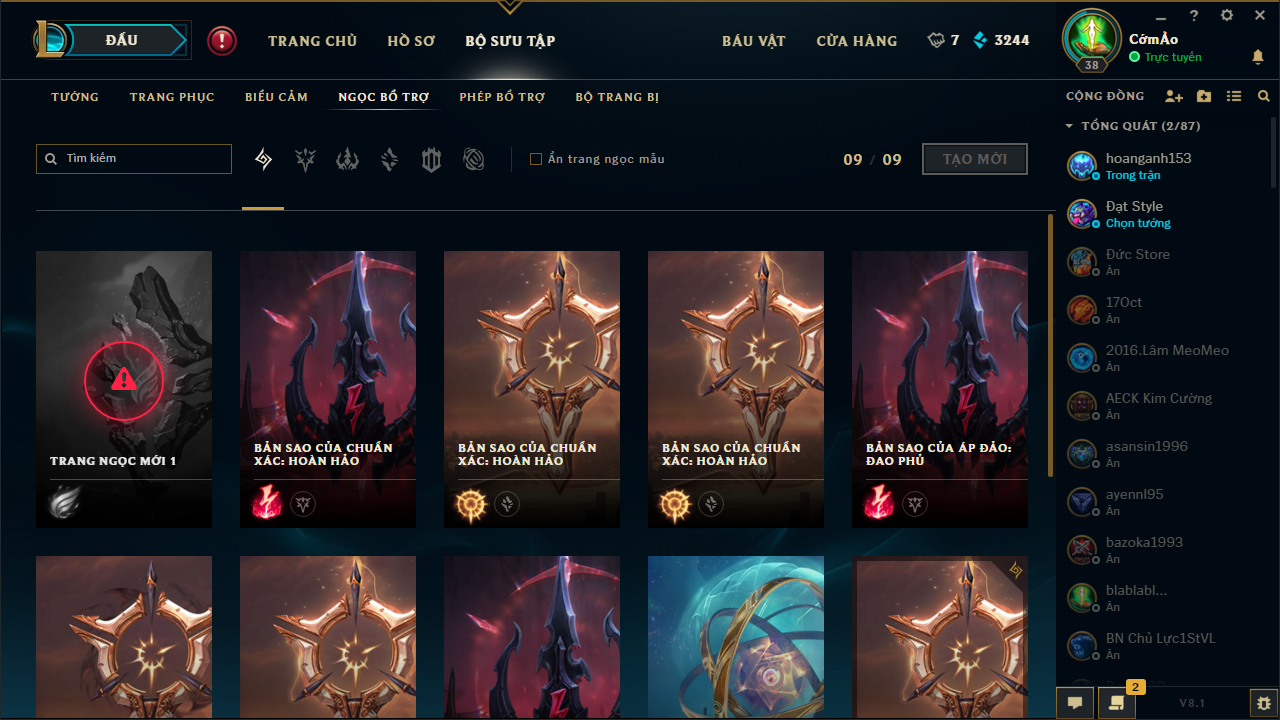 ĐẤU
!
TRANG CHỦ
HỒ SƠ
BỘ SƯU TẬP
BÁU VẬT
CỬA HÀNG
7
3244
38
CớmẢo
Trực tuyến
TƯỚNG
TRANG PHỤC
BIỂU CẢM
NGỌC BỔ TRỢ
PHÉP BỔ TRỢ
BỘ TRANG BỊ
Tìm kiếm
Ẩn trang ngọc mẫu
09 / 09
TẠO MỚI
TRANG NGỌC MỚI 1
BẢN SAO CỦA CHUẨN
XÁC: HOÀN HẢO
BẢN SAO CỦA CHUẨN
XÁC: HOÀN HẢO
BẢN SAO CỦA CHUẨN
XÁC: HOÀN HẢO
BẢN SAO CỦA ÁP ĐẢO:
ĐAO PHỦ
CỘNG ĐỒNG
TỔNG QUÁT (2/87)
hoanganh153
Trong trận
Đạt Style
Chọn tướng
Đức Store
Ẩn
17Oct
Ẩn
2016.Lâm MeoMeo
Ẩn
AECK Kim Cường
Ẩn
asansin1996
Ẩn
ayennl95
Ẩn
bazoka1993
Ẩn
blablabl...
Ẩn
BN Chủ Lực1StVL
Ẩn
2
V8.1